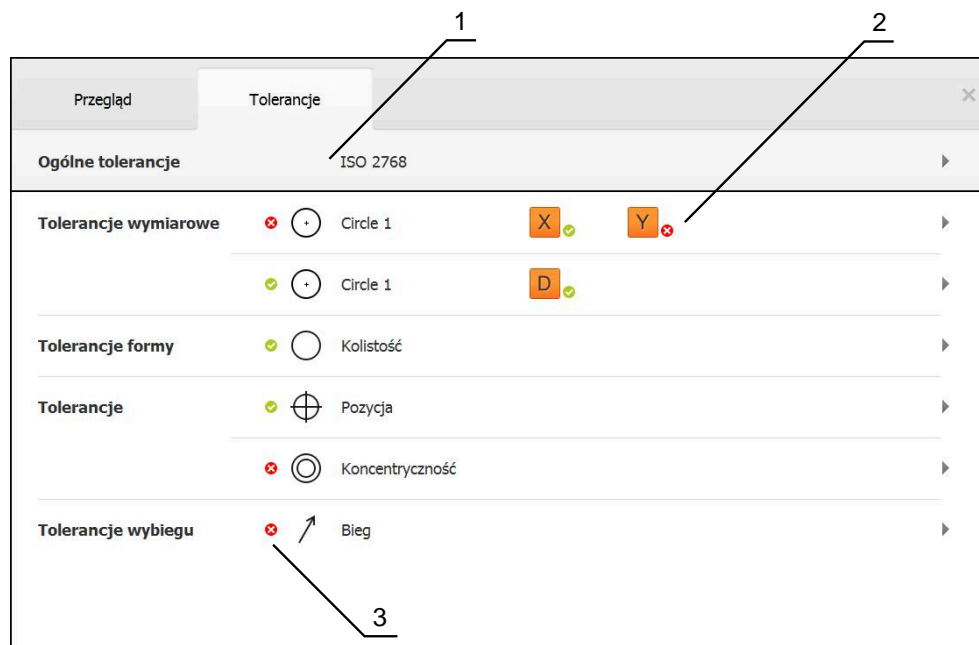 1 2
Przegląd Tolerancje
Ogólne tolerancje ISO 2768
Tolerancje wymiarowe Circle 1 X Y
Circle 1 D
Tolerancje formy Kolistość
Tolerancje Pozycja
Koncentryczność
Tolerancje wybiegu Bieg
3